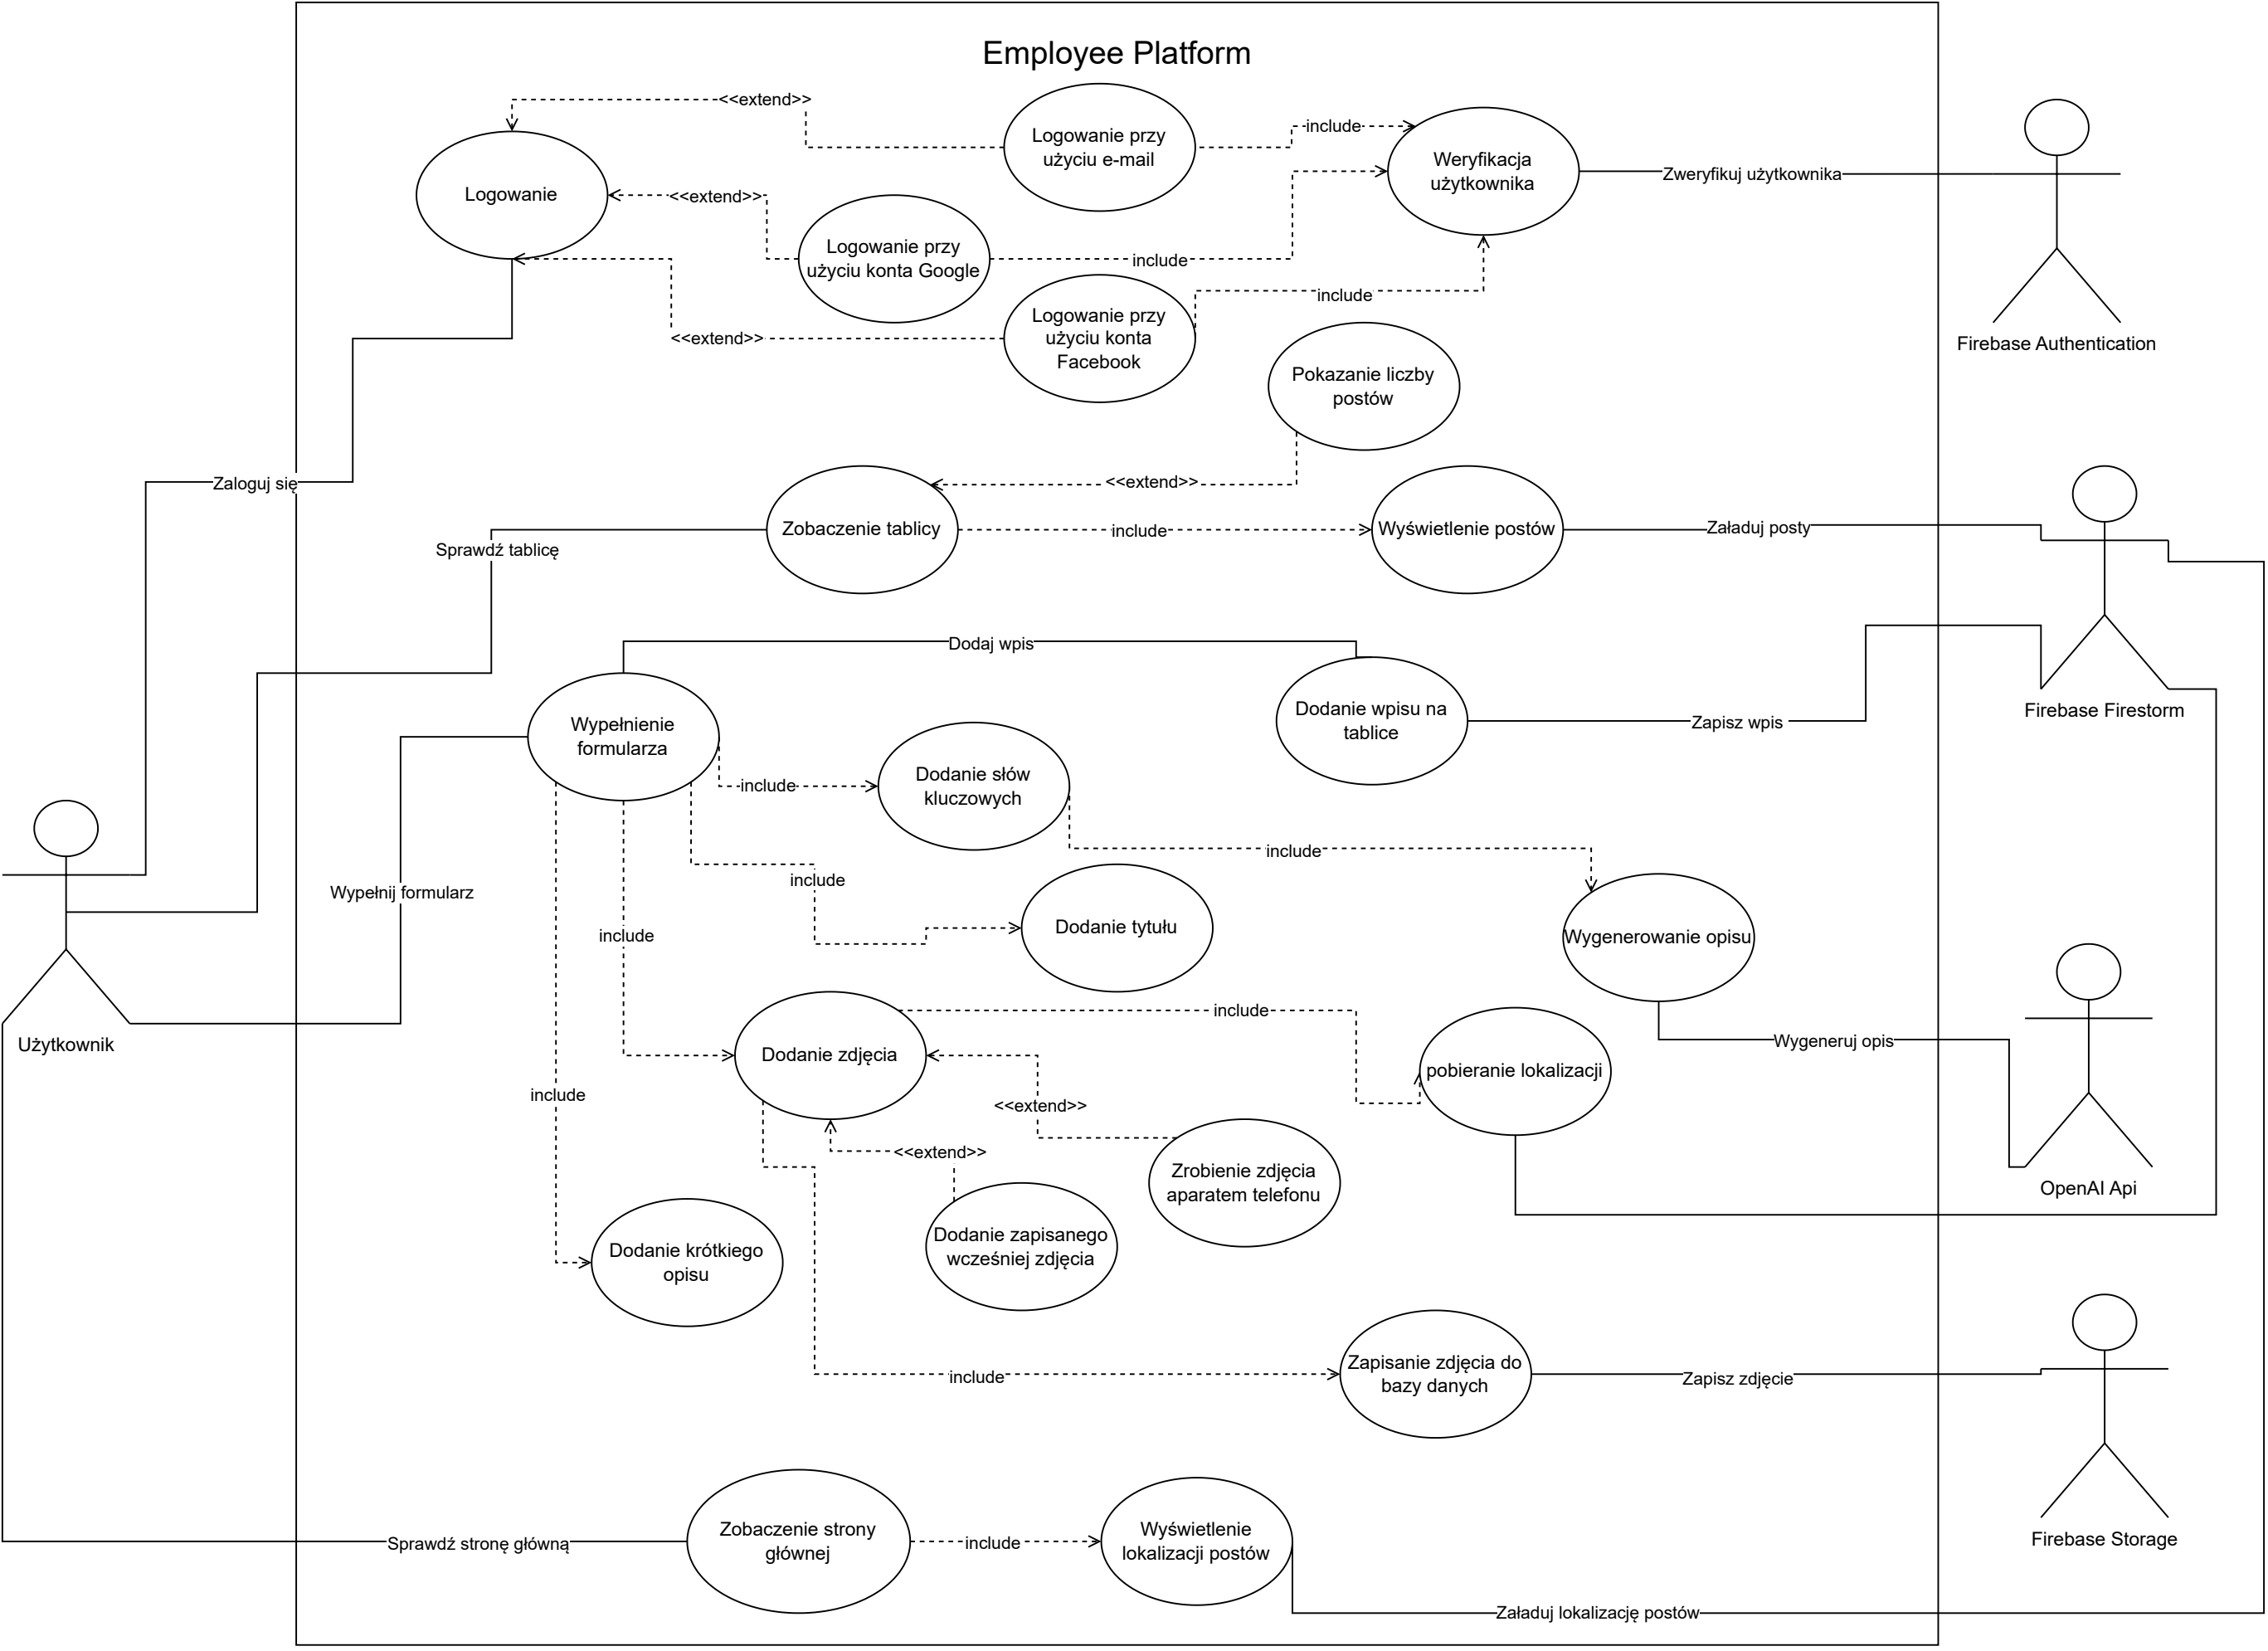 Employee Platform
<<extend>>
Logowanie przy
użyciu e-mail
include
Weryfikacja
użytkownika
Zweryfikuj użytkownika
Logowanie
<<extend>>
Logowanie przy
użyciu konta Google
include
include
Logowanie przy
użyciu konta
Facebook
<<extend>>
Firebase Authentication
Pokazanie liczby
postów
Zaloguj się
<<extend>>
Zobaczenie tablicy
include
Wyświetlenie postów
Załaduj posty
Sprawdź tablicę
Dodaj wpis
Wypełnienie
formularza
Dodanie wpisu na
tablice
Zapisz wpis
Firebase Firestorm
include
Dodanie słów
kluczowych
include
include
Wypełnij formularz
include
Dodanie tytułu
Wygenerowanie opisu
include
Użytkownik
Dodanie zdjęcia
pobieranie lokalizacji
Wygeneruj opis
include
<<extend>>
<<extend>>
Zrobienie zdjęcia
aparatem telefonu
OpenAI Api
Dodanie krótkiego
opisu
Dodanie zapisanego
wcześniej zdjęcia
include
Zapisanie zdjęcia do
bazy danych
Zapisz zdjęcie
Sprawdź stronę główną
Zobaczenie strony
głównej
include
Wyświetlenie
lokalizacji postów
Firebase Storage
Załaduj lokalizację postów